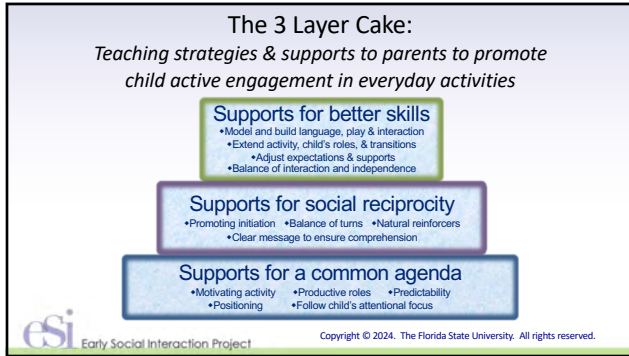 The 3 Layer Cake:
Teaching strategies & supports to parents to promote
child active engagement in everyday activities
Supports for better skills
◆Model and build language, play & interaction
◆Extend activity, child's roles, & transitions
◆Adjust expectations & supports
◆Balance of interaction and independence
Supports for social reciprocity
◆Promoting initiation ◆Balance of turns ◆Natural reinforcers
◆Clear message to ensure comprehension
Supports for a common agenda
◆Motivating activity ◆Productive roles ◆Predictability
◆Positioning ◆Follow child's attentional focus
eSi Early Social Interaction Project
Copyright © 2024. The Florida State University. All rights reserved.